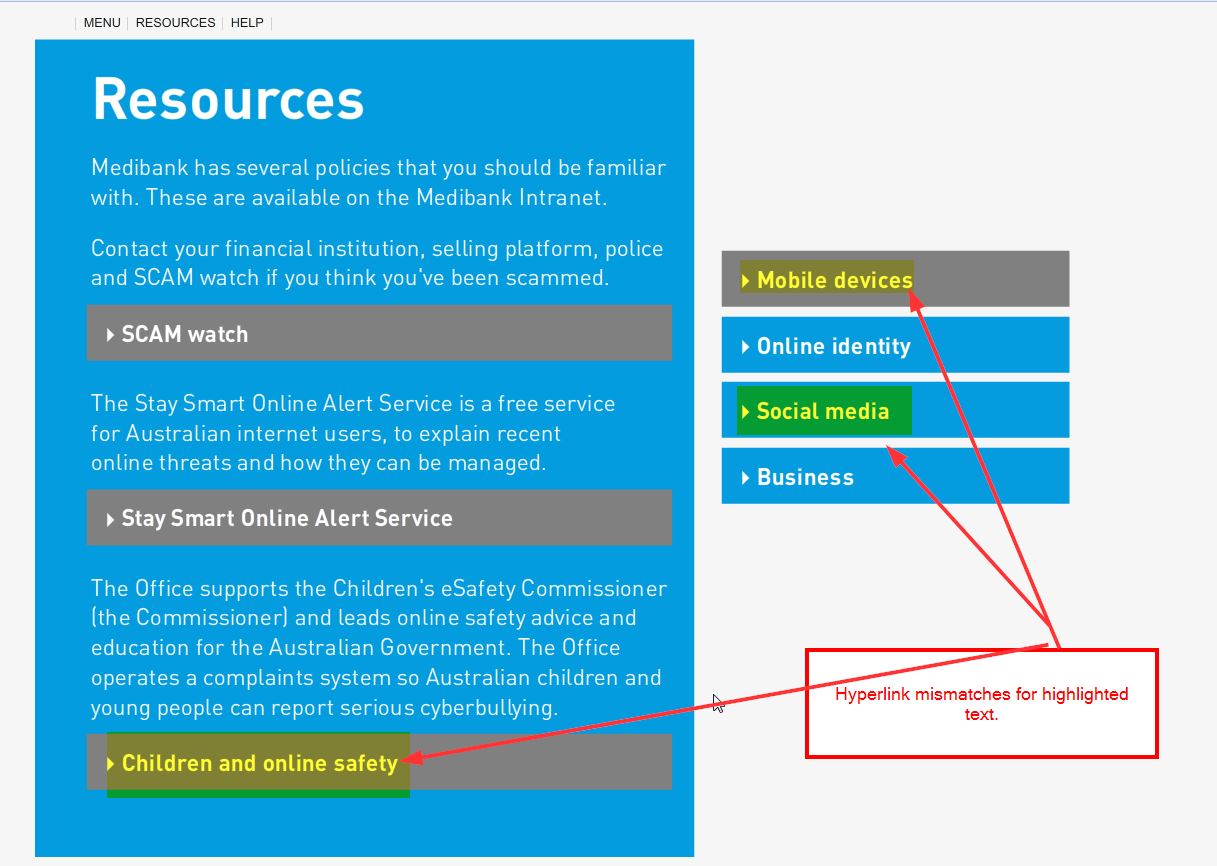 MENU RESOURCES HELP
Resources
Medibank has several policies that you should be familiar
with. These are available on the Medibank Intranet.
Contact your financial institution, selling platform, police
and SCAM watch if you think you've been scammed.
SCAM watch
The Stay Smart Online Alert Service is a free service
for Australian internet users, to explain recent
online threats and how they can be managed.
Stay Smart Online Alert Service
The Office supports the Children's eSafety Commissioner
(the Commissioner) and leads online safety advice and
education for the Australian Government. The Office
operates a complaints system so Australian children and
young people can report serious cyberbullying.
Children and online safety
Mobile devices
Online identity
Social media
Business
Hyperlink mismatches for highlighted
text.